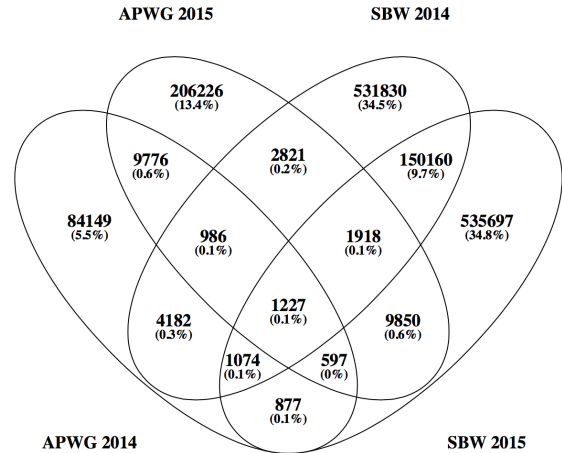 APWG 2015 SBW 2014
206226 531830
(13.4%) (34.5%)
9776 2821 150160
(0.6%) (0.2%) (9.7%)
84149 986 1918 535697
(5.5%) (0.1%) (0.1%) (34.8%)
4182 1227 9850
(0.3%) (0.1%) (0.6%)
1074 597
(0.1%) (0%)
877
(0.1%)
APWG 2014 SBW 2015